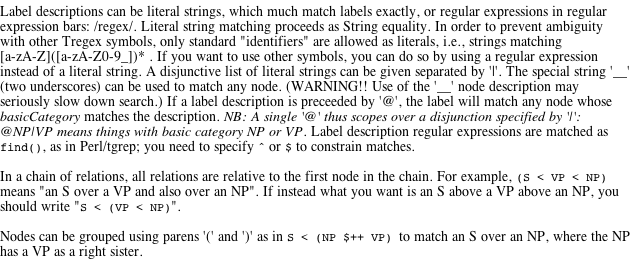 Label descriptions can be literal strings, which much match labels exactly, or regular expressions in regular
expression bars: /regex/. Literal string matching proceeds as String equality. In order to prevent ambiguity
with other Tregex symbols, only standard "identifiers" are allowed as literals, i.e., strings matching
[a-zA-Z]([a-zA-Z0-9_])* . If you want to use other symbols, you can do so by using a regular expression
instead of a literal string. A disjunctive list of literal strings can be given separated by '|'. The special string '__'
(two underscores) can be used to match any node. (WARNING!! Use of the '__' node description may
seriously slow down search.) If a label description is preceeded by '@', the label will match any node whose
basicCategory matches the description. NB: A single '@' thus scopes over a disjunction specified by '|':
@NP|VP means things with basic category NP or VP. Label description regular expressions are matched as
find(), as in Perl/tgrep; you need to specify ^ or $ to constrain matches.
In a chain of relations, all relations are relative to the first node in the chain. For example, (S < VP < NP)
means "an S over a VP and also over an NP". If instead what you want is an S above a VP above an NP, you
should write "S < (VP < NP)".
Nodes can be grouped using parens '(' and ')' as in S < (NP $++ VP) to match an S over an NP, where the NP
has a VP as a right sister.